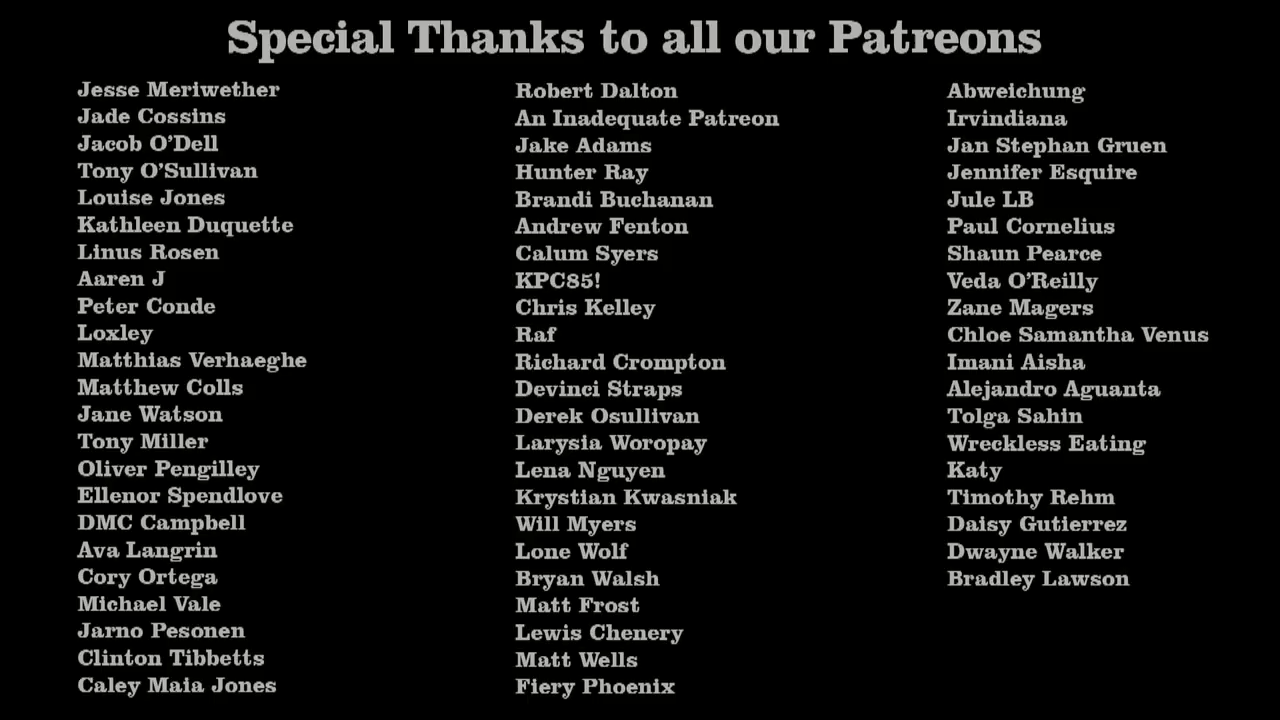 Special Thanks to all our Patreons
Jesse Meriwether
Jade Cossins
Jacob O'Dell
Tony O'Sullivan
Louise Jones
Kathleen Duquette
Linus Rosen
Aaren J
Peter Conde
Loxley
Matthias Verhaeghe
Matthew Colls
Jane Watson
Tony Miller
Oliver Pengilley
Ellenor Spendlove
DMC Campbell
Ava Langrin
Cory Ortega
Michael Vale
Jarno Pesonen
Clinton Tibbetts
Caley Maia Jones
Robert Dalton
An Inadequate Patreon
Jake Adams
Hunter Ray
Brandi Buchanan
Andrew Fenton
Calum Syers
KPC85!
Chris Kelley
Raf
Richard Crompton
Devinci Straps
Derek Osullivan
Larysia Woropay
Lena Nguyen
Krystian Kwasniak
Will Myers
Lone Wolf
Bryan Walsh
Matt Frost
Lewis Chenery
Matt Wells
Fiery Phoenix
Abweichung
Irvindiana
Jan Stephan Gruen
Jennifer Esquire
Jule LB
Paul Cornelius
Shaun Pearce
Veda O'Reilly
Zane Magers
Chloe Samantha Venus
Imani Aisha
Alejandro Aguanta
Tolga Sahin
Wreckless Eating
Katy
Timothy Rehm
Daisy Gutierrez
Dwayne Walker
Bradley Lawson